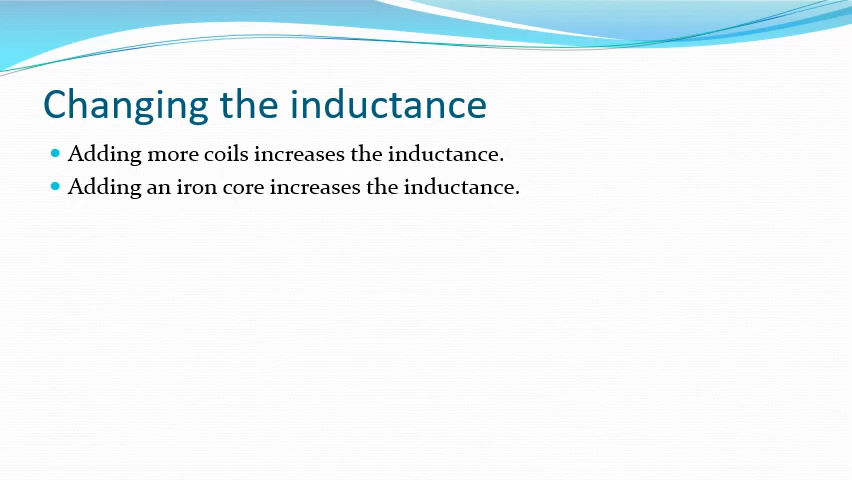 Changing the inductance
Adding more coils increases the inductance.
Adding an iron core increases the inductance.